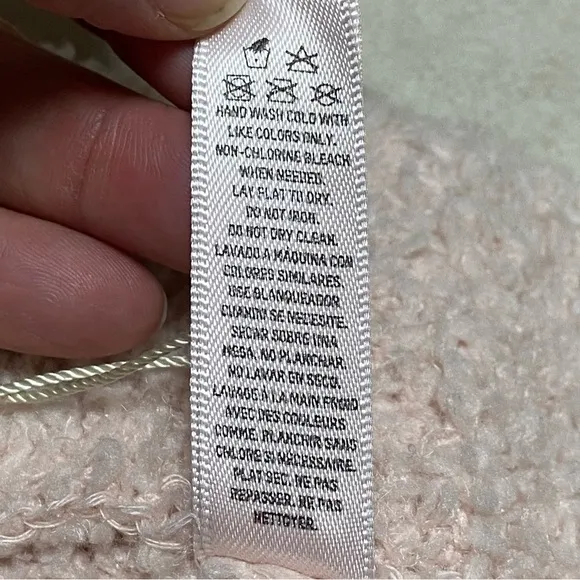 HAND WASH COLD WITH
LIKE COLORS ONLY.
NON-CHLORINE BLEACH
WHEN NEEDED.
LAY FLAT TO DRY.
DO NOT IRON.
DO NOT DRY CLEAN.
LAVADO A MAQUINA CON
COLORES SIMILARES.
USE BLANQUEADOR
CUANDO SE NECESITE.
SECAR SOBRE UNA
MESA. NO PLANCHAR.
NO LAVAR EN SECO.
LAVAGE A LA MAIN FROID
AVEC DES COULEURS
COMME. BLANCHIR SANS
CHLORE SI NECESSAIRE.
PLAT SEC. NE PAS
REPASSER. NE PAS
NETTOYER.